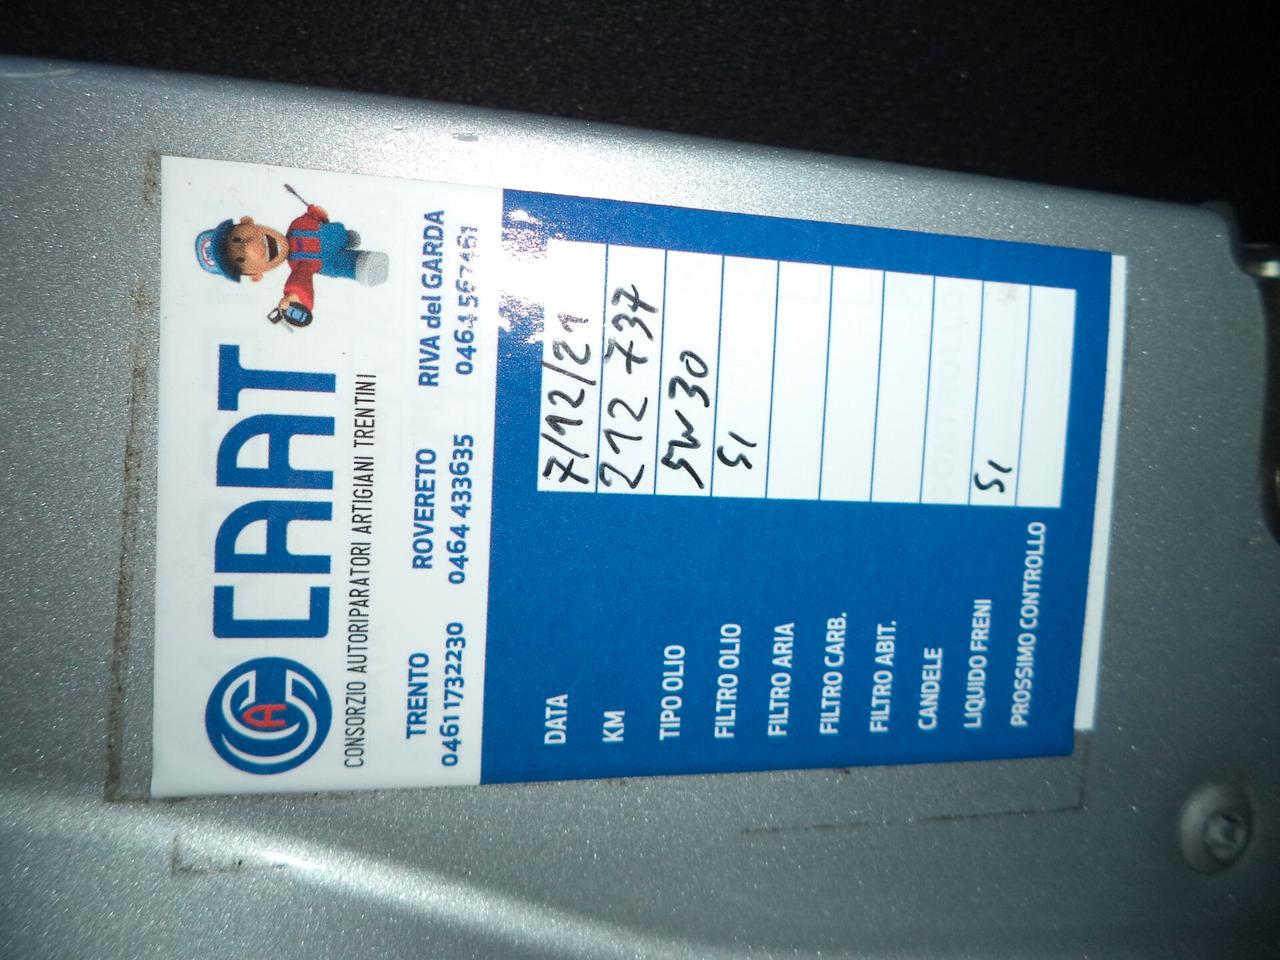 CAAT
CONSORZIO AUTORIPARATORI ARTIGIANI TRENTINI
TRENTO ROVERETO RIVA del GARDA
0461 1732230 0464 433635 0464 567161
DATA 7/12/21
KM 212 737
TIPO OLIO 5W30
FILTRO OLIO SI
FILTRO ARIA
FILTRO CARB.
FILTRO ABIT.
CANDELE
LIQUIDO FRENI SI
PROSSIMO CONTROLLO